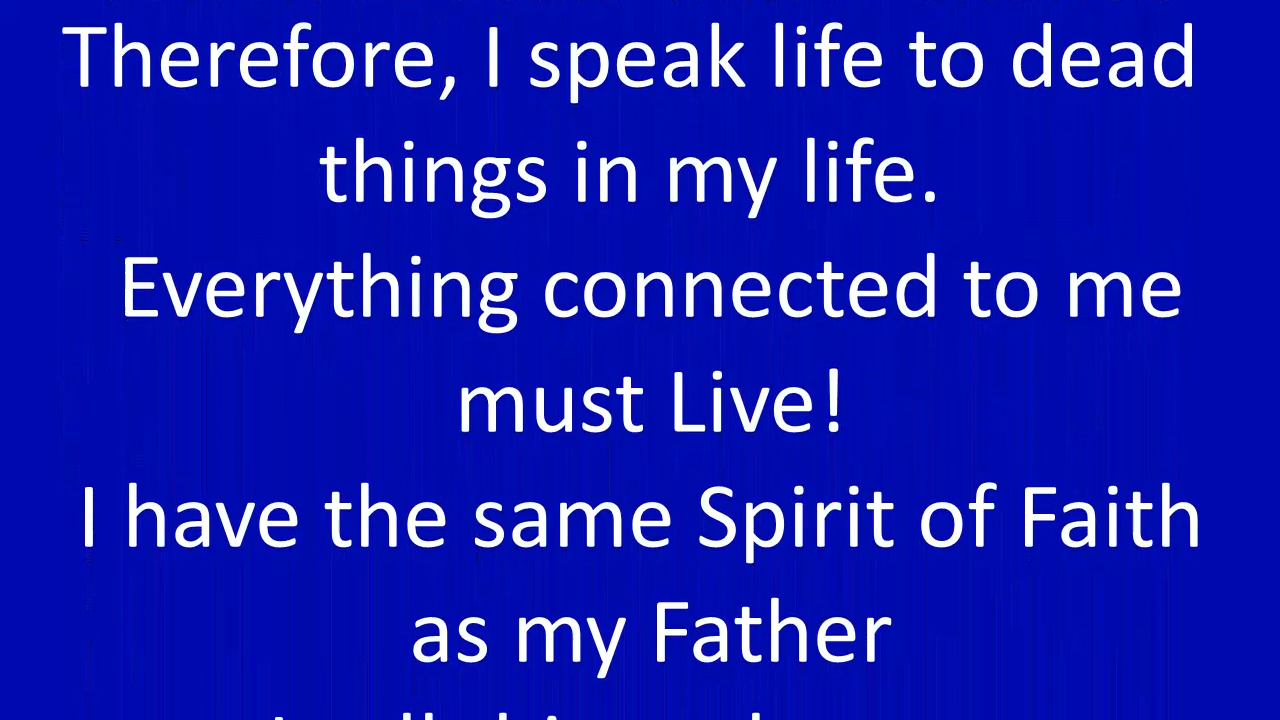 Therefore, I speak life to dead
things in my life.
Everything connected to me
must Live!
I have the same Spirit of Faith
as my Father